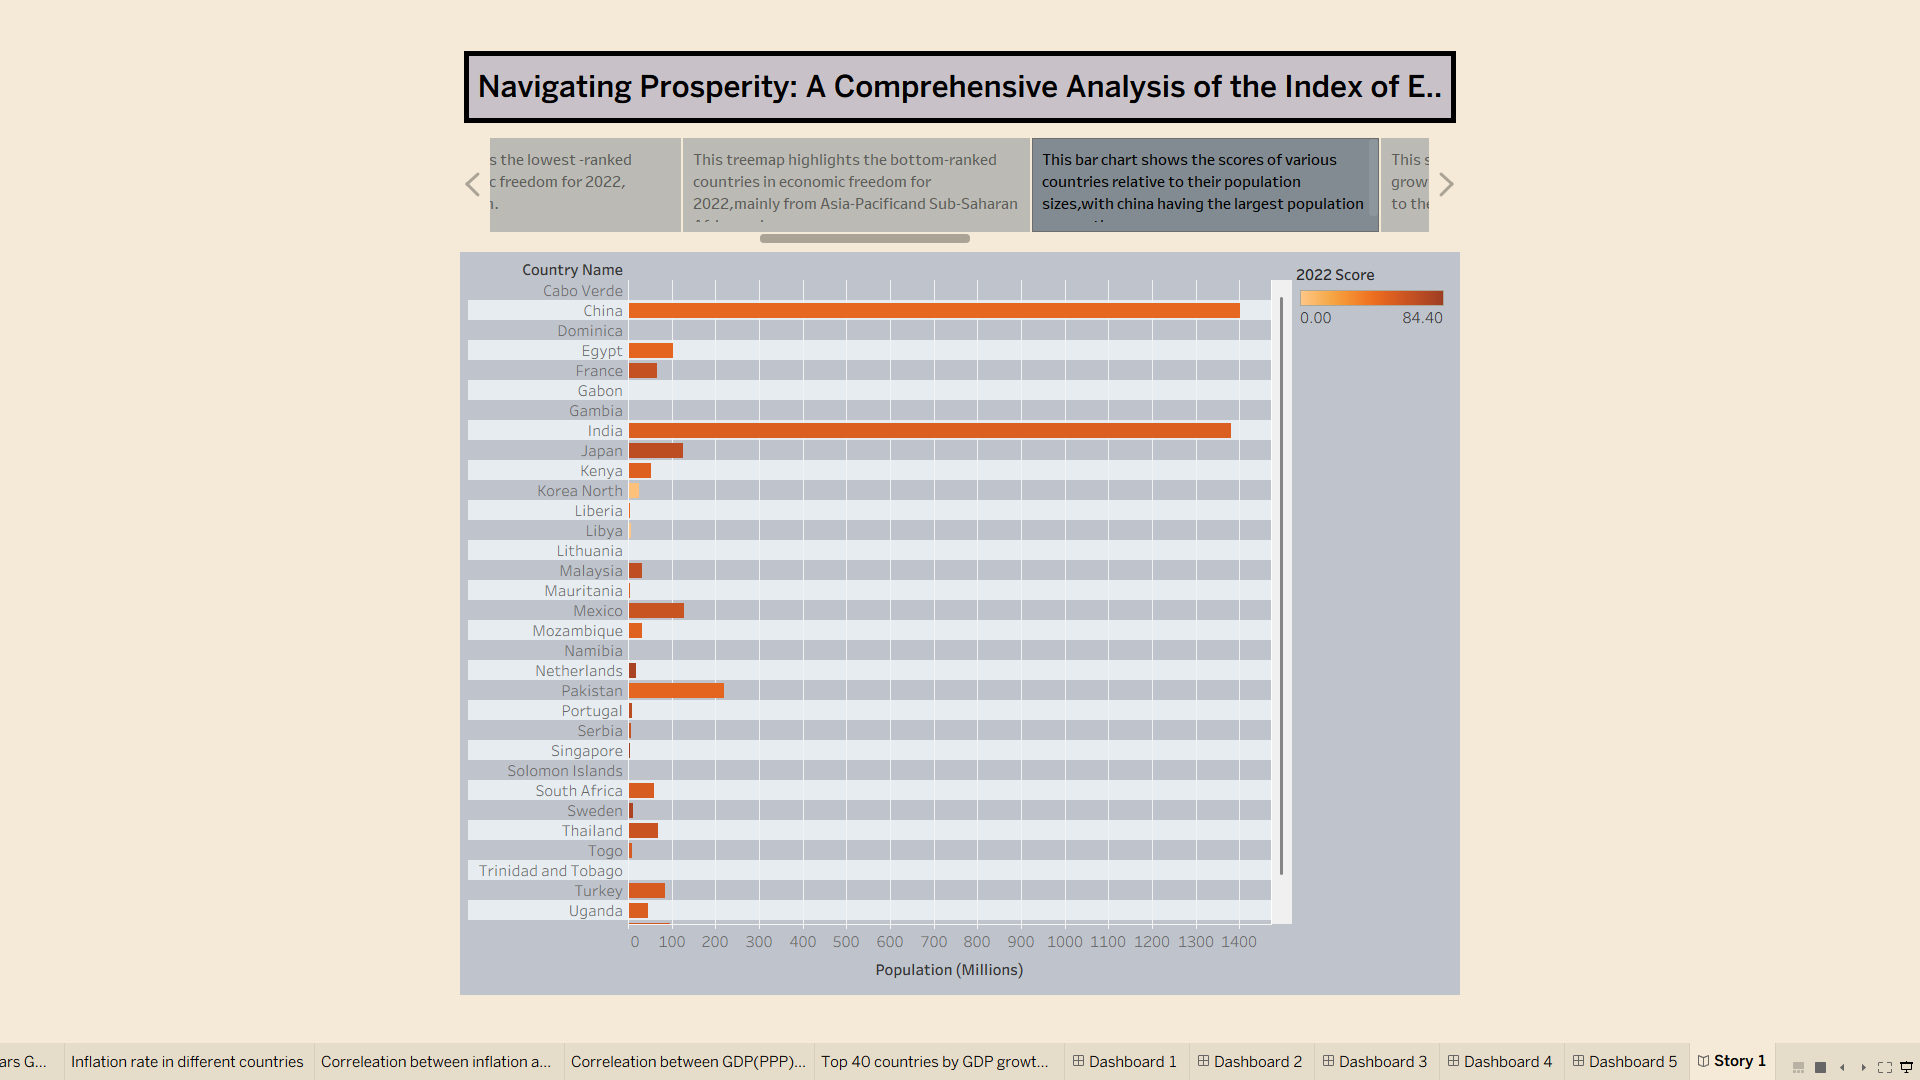 Navigating Prosperity: A Comprehensive Analysis of the Index of E..
s the lowest -ranked
c freedom for 2022,
This treemap highlights the bottom-ranked
countries in economic freedom for
2022,mainly from Asia-Pacificand Sub-Saharan
This bar chart shows the scores of various
countries relative to their population
sizes,with china having the largest population
This s
grow
to the
Country Name
Cabo Verde
China
Dominica
Egypt
France
Gabon
Gambia
India
Japan
Kenya
Korea North
Liberia
Libya
Lithuania
Malaysia
Mauritania
Mexico
Mozambique
Namibia
Netherlands
Pakistan
Portugal
Serbia
Singapore
Solomon Islands
South Africa
Sweden
Thailand
Togo
Trinidad and Tobago
Turkey
Uganda
0 100 200 300 400 500 600 700 800 900 1000 1100 1200 1300 1400
Population (Millions)
2022 Score
0.00 84.40
ars G... Inflation rate in different countries Correleation between inflation a... Correleation between GDP(PPP)... Top 40 countries by GDP growt... Dashboard 1 Dashboard 2 Dashboard 3 Dashboard 4 Dashboard 5 Story 1